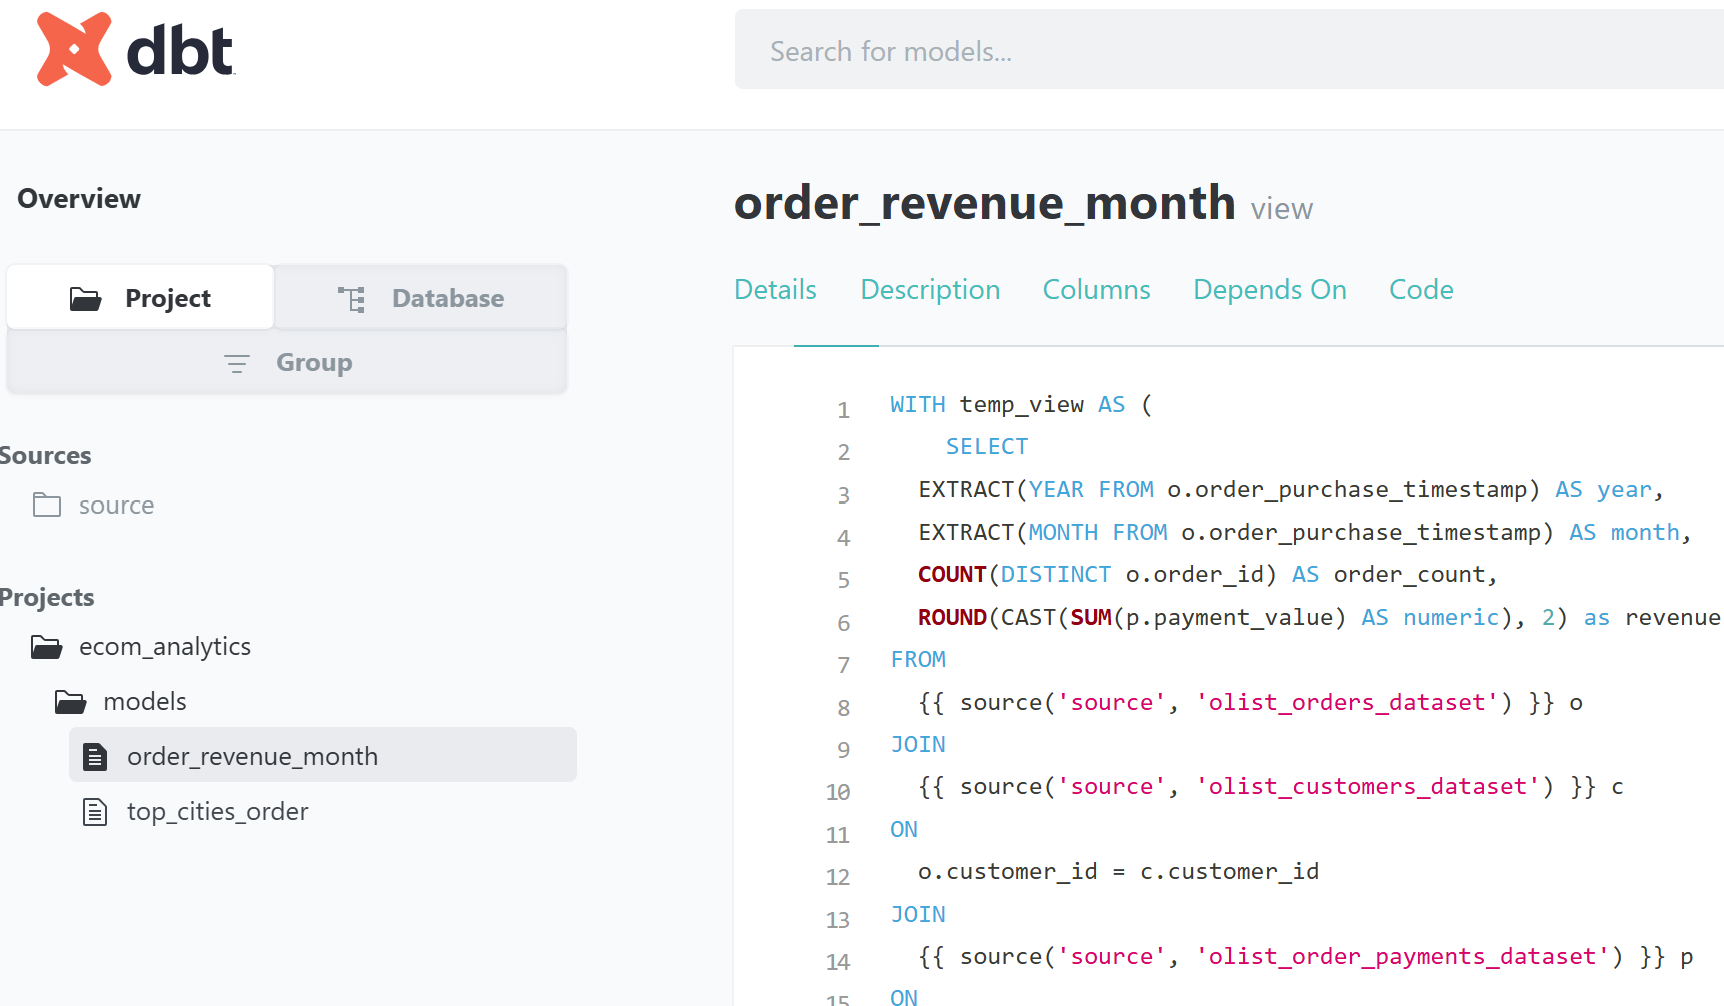 dbt
Search for models...
Overview
Project
Database
Group
Sources
source
Projects
ecom_analytics
models
order_revenue_month
top_cities_order
order_revenue_month view
Details Description Columns Depends On Code
1 WITH temp_view AS (
2 SELECT
3 EXTRACT(YEAR FROM o.order_purchase_timestamp) AS year,
4 EXTRACT(MONTH FROM o.order_purchase_timestamp) AS month,
5 COUNT(DISTINCT o.order_id) AS order_count,
6 ROUND(CAST(SUM(p.payment_value) AS numeric), 2) as revenue
7 FROM
8 {{ source('source', 'olist_orders_dataset') }} o
9 JOIN
10 {{ source('source', 'olist_customers_dataset') }} c
11 ON
12 o.customer_id = c.customer_id
13 JOIN
14 {{ source('source', 'olist_order_payments_dataset') }} p
15 ON